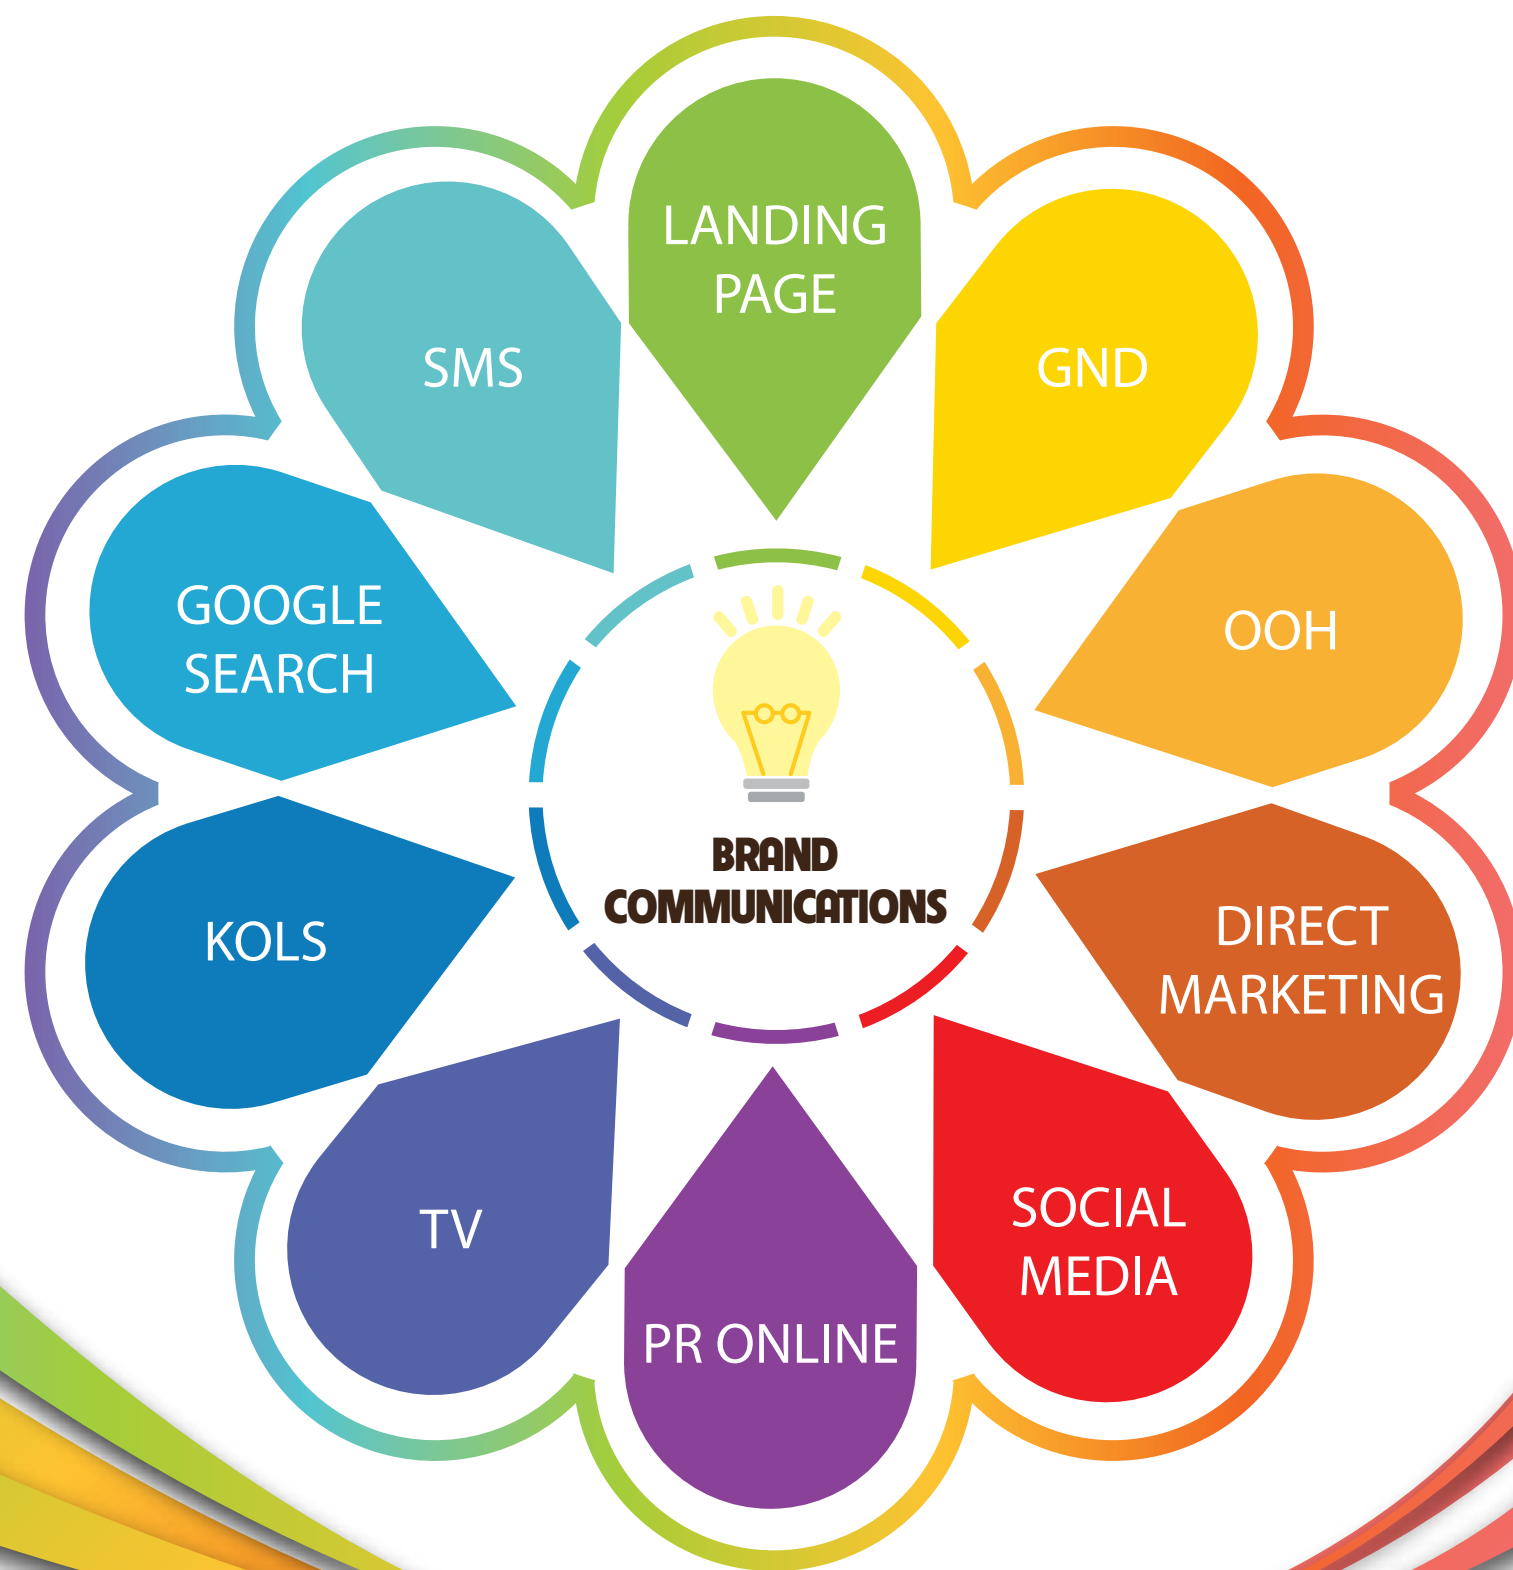 LANDING
PAGE
GND
OOH
DIRECT
MARKETING
SOCIAL
MEDIA
PR ONLINE
TV
KOLS
GOOGLE
SEARCH
SMS
BRAND
COMMUNICATIONS